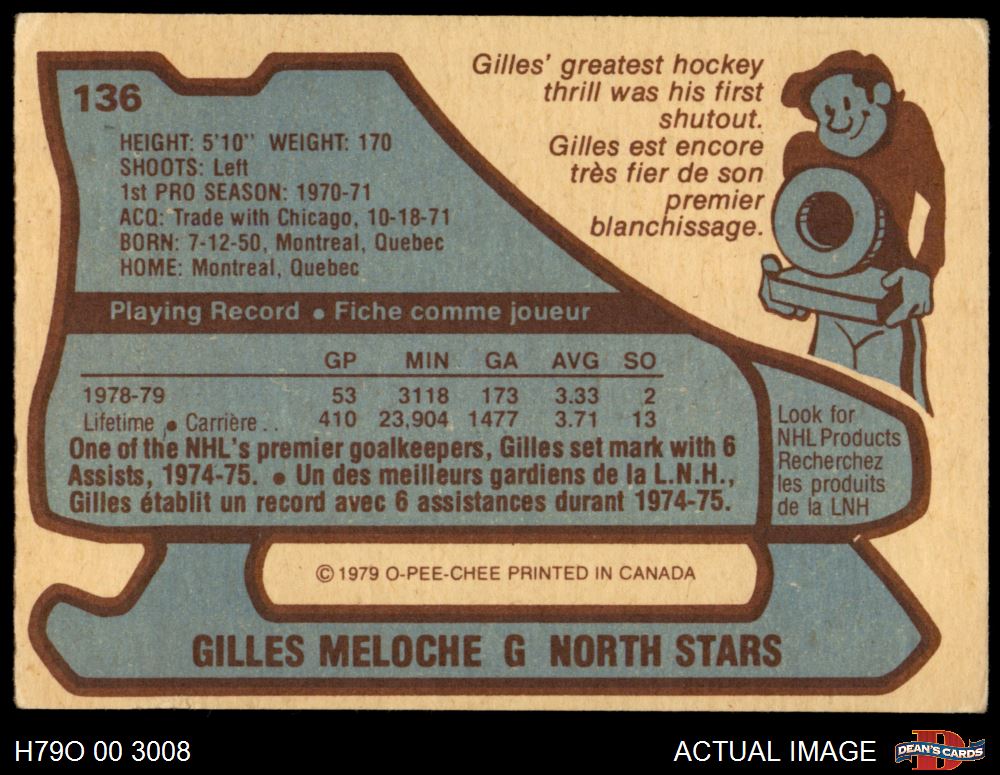 136
HEIGHT: 5'10" WEIGHT: 170
SHOOTS: Left
1st PRO SEASON: 1970-71
ACQ: Trade with Chicago, 10-18-71
BORN: 7-12-50, Montreal, Quebec
HOME: Montreal, Quebec
Gilles' greatest hockey
thrill was his first
shutout.
Gilles est encore
très fier de son
premier
blanchissage.
Playing Record • Fiche comme joueur
GP MIN GA AVG SO
1978-79 53 3118 173 3.33 2
Lifetime • Carrière .. 410 23,904 1477 3.71 13
One of the NHL's premier goalkeepers, Gilles set mark with 6
Assists, 1974-75. • Un des meilleurs gardiens de la L.N.H.,
Gilles établit un record avec 6 assistances durant 1974-75.
Look for
NHL Products
Recherchez
les produits
de la LNH
© 1979 O-PEE-CHEE PRINTED IN CANADA
GILLES MELOCHE G NORTH STARS
H79O 00 3008
ACTUAL IMAGE
D
DEAN'S CARDS